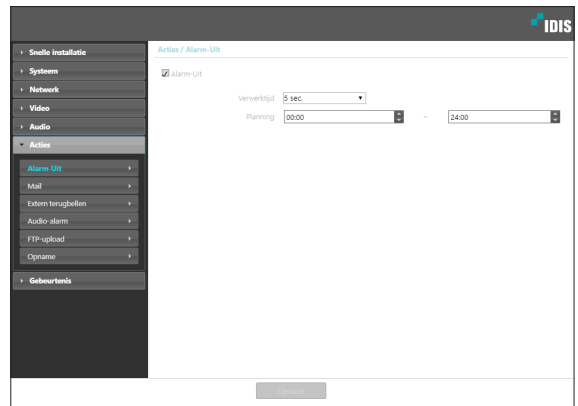 IDIS
Snelle installatie
Systeem
Netwerk
Video
Audio
Acties
Alarm-Uit
Mail
Extern terugbellen
Audio-alarm
FTP-upload
Opname
Gebeurtenis
Acties / Alarm-Uit
Alarm-Uit
Verwerktijd 5 sec.
Planning 00:00 ~ 24:00